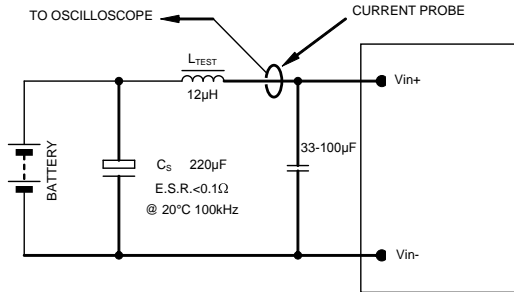 TO OSCILLOSCOPE
CURRENT PROBE
LTEST
12µH
Vin+
BATTERY
CS 220µF
E.S.R.<0.1Ω
@ 20°C 100kHz
33-100µF
Vin-